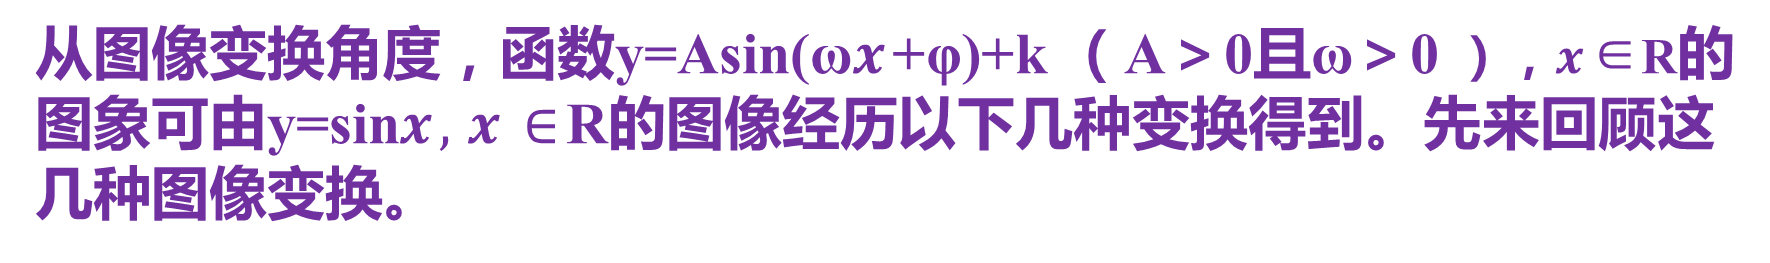 从图像变换角度，函数y=Asin(ωx+φ)+k（A＞0且ω＞0），x∈R的
图象可由y=sinx, x ∈R的图像经历以下几种变换得到。先来回顾这
几种图像变换。